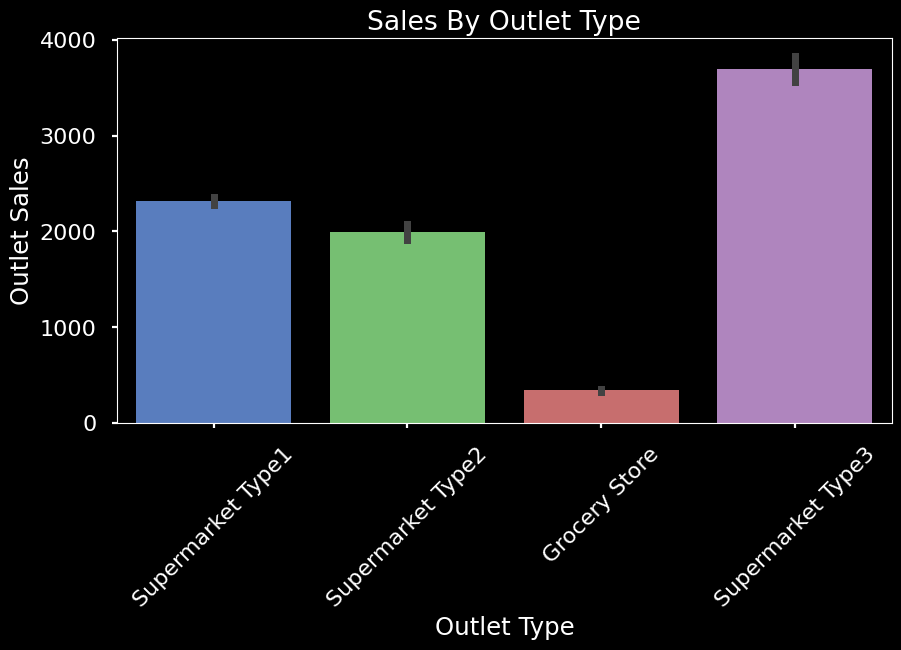 Sales By Outlet Type
Outlet Sales
4000
3000
2000
1000
0
Supermarket Type1
Supermarket Type2
Grocery Store
Supermarket Type3
Outlet Type